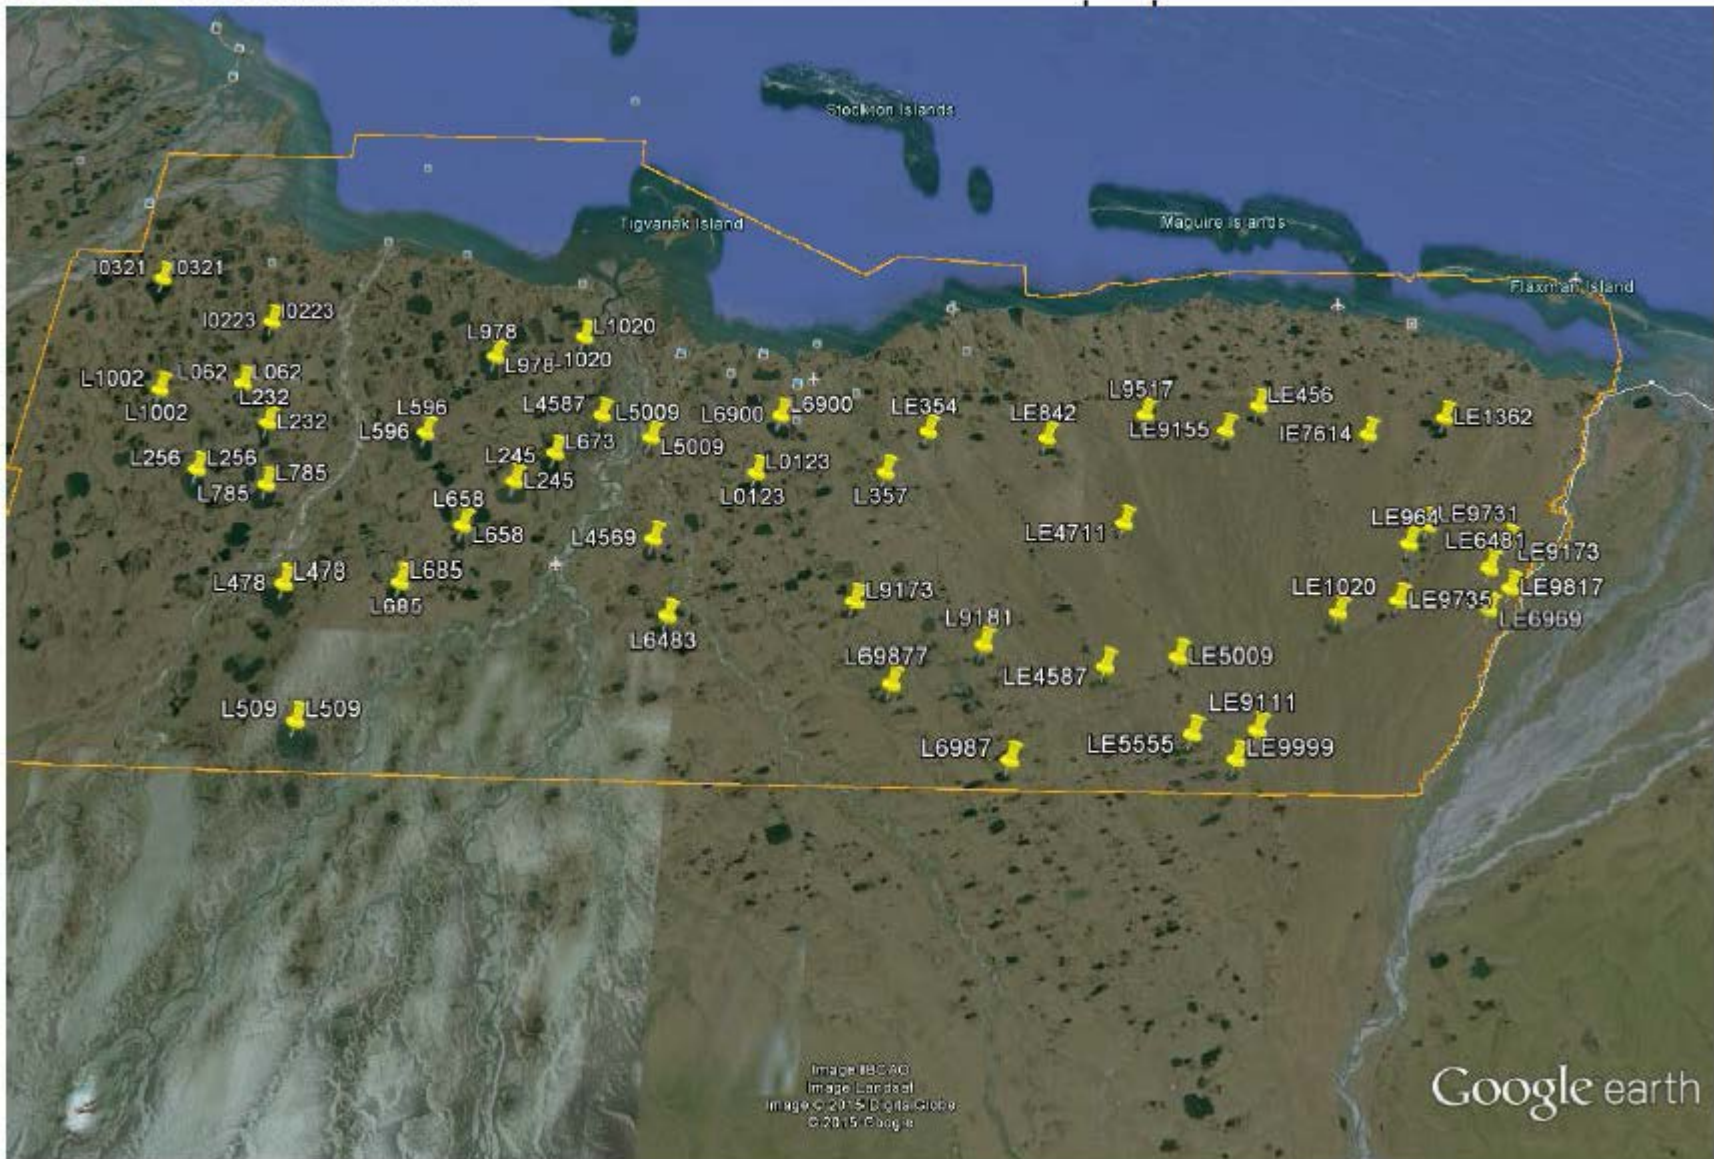 Stockton Islands
Tigvariak Island
Maguire Islands
Flaxman Island
I0321 I0321
I0223
I0223
L1002
L1002
L062 L062
L232
L232
L978
L978
L1020
1020
L256 L256
L785
L785
L596
L596
L4587
L5009
L5009
L673
L245
L245
L6900 L6900
L0123
L0123
LE354
L357
LE842
L9517
LE9155
LE456
IE7614
LE1362
L658
L658
L4569
LE4711
LE964
LE9731
LE6481
LE9173
LE9817
LE9735
LE6969
LE1020
L478 L478
L685
L685
L6483
L9173
L9181
L69877
LE4587
LE5009
L509 L509
LE9111
LE5555
LE9999
L6987
Image IBCAO
Image Landsat
Image © 2015 DigitalGlobe
© 2015 Google
Google earth